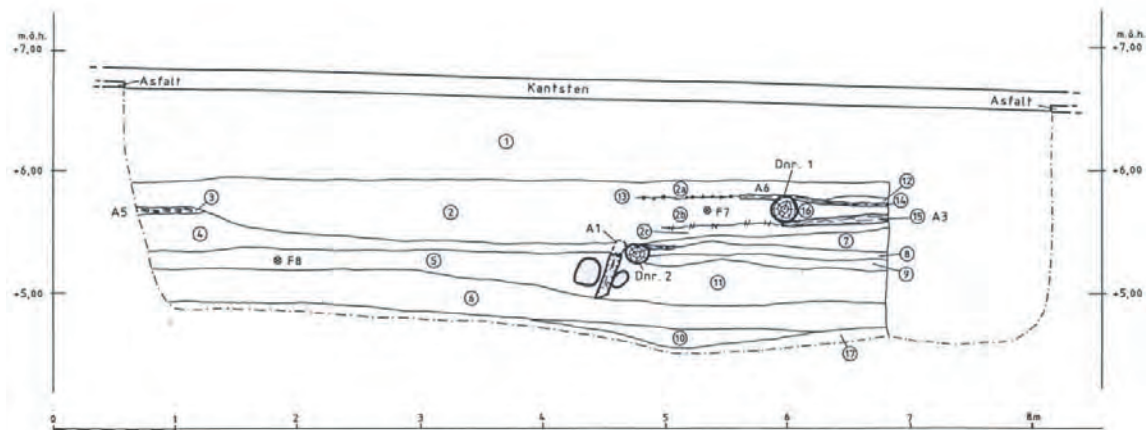 m.ö.h. m.ö.h.
+7,00 +7,00
Asfalt Kantsten Asfalt
1
+6,00 Dnr. 1 +6,00
3 13 2a A6 12
14
A5 2 2b F7 16 15 A3
4 A1 2c 7
F8 5 8
Dnr. 2 9
+5,00 6 11 +5,00
10 17
0 1 2 3 4 5 6 7 8m